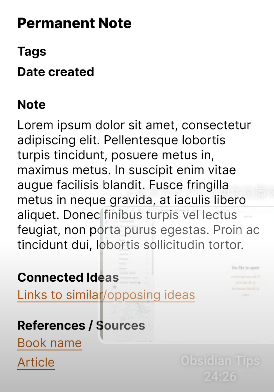 Permanent Note
Tags
Date created
Note
Lorem ipsum dolor sit amet, consectetur
adipiscing elit. Pellentesque lobortis
turpis tincidunt, posuere metus in,
maximus metus. In suscipit enim vitae
augue facilisis blandit. Fusce fringilla
metus in neque gravida, at iaculis libero
aliquet. Donec finibus turpis vel lectus
feugiat, non porta purus egestas. Proin ac
tincidunt dui, lobortis sollicitudin tortor.
Connected Ideas
Links to similar/opposing ideas
References / Sources
Book name
Article
Obsidian Tips
24:26